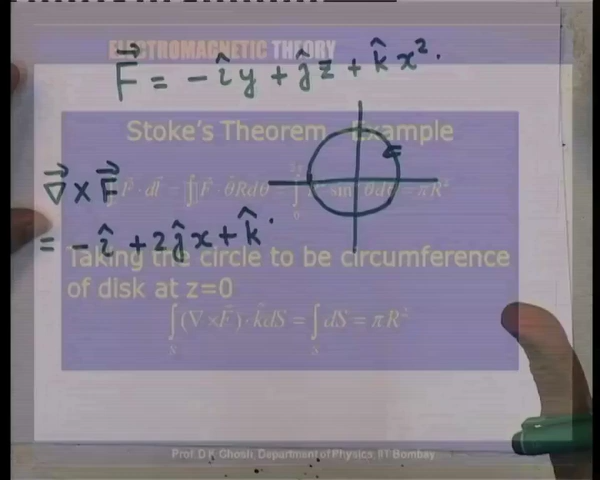 ELECTROMAGNETIC THEORY
F⃗ = −îy + ĵz + k̂x².
Stoke's Theorem Example
∇⃗ × F⃗
= −î + 2ĵx + k̂.
Taking the circle to be circumference
of disk at z=0
∫(∇×F⃗)·k̂dS = ∫dS = πR²
S S
Prof. D K Ghosh, Department of Physics, IIT Bombay